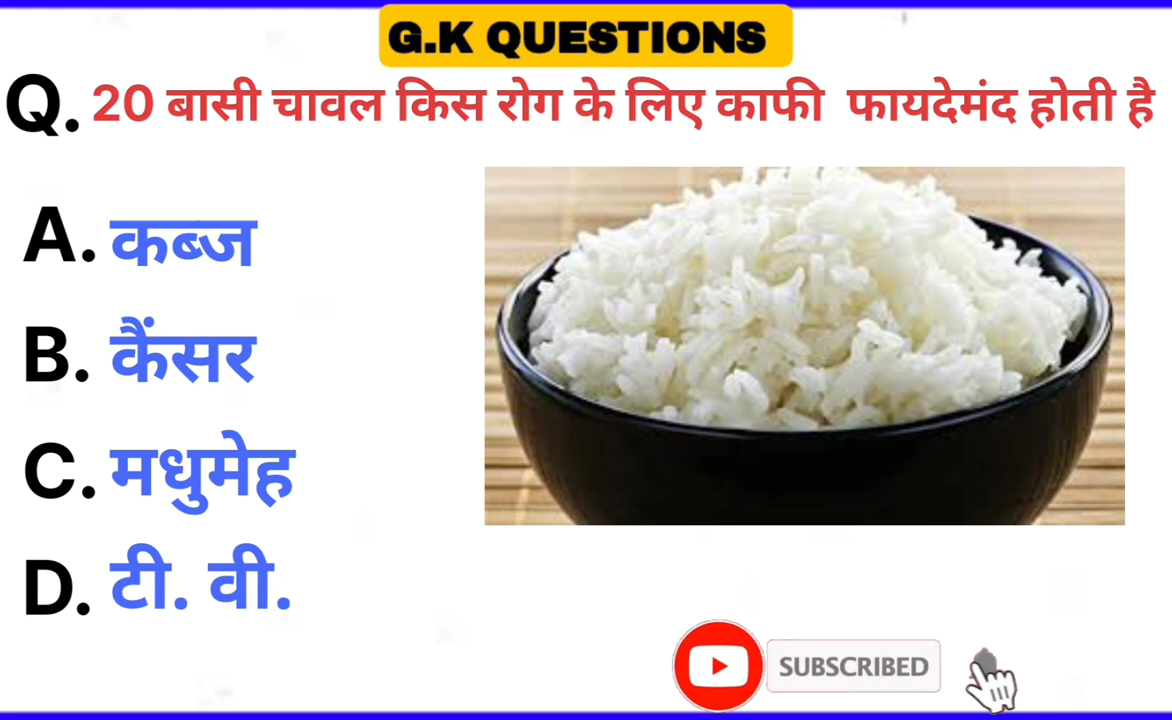 G.K QUESTIONS
Q. 20 बासी चावल किस रोग के लिए काफी फायदेमंद होती है
A. कब्ज
B. कैंसर
C. मधुमेह
D. टी. वी.
SUBSCRIBED